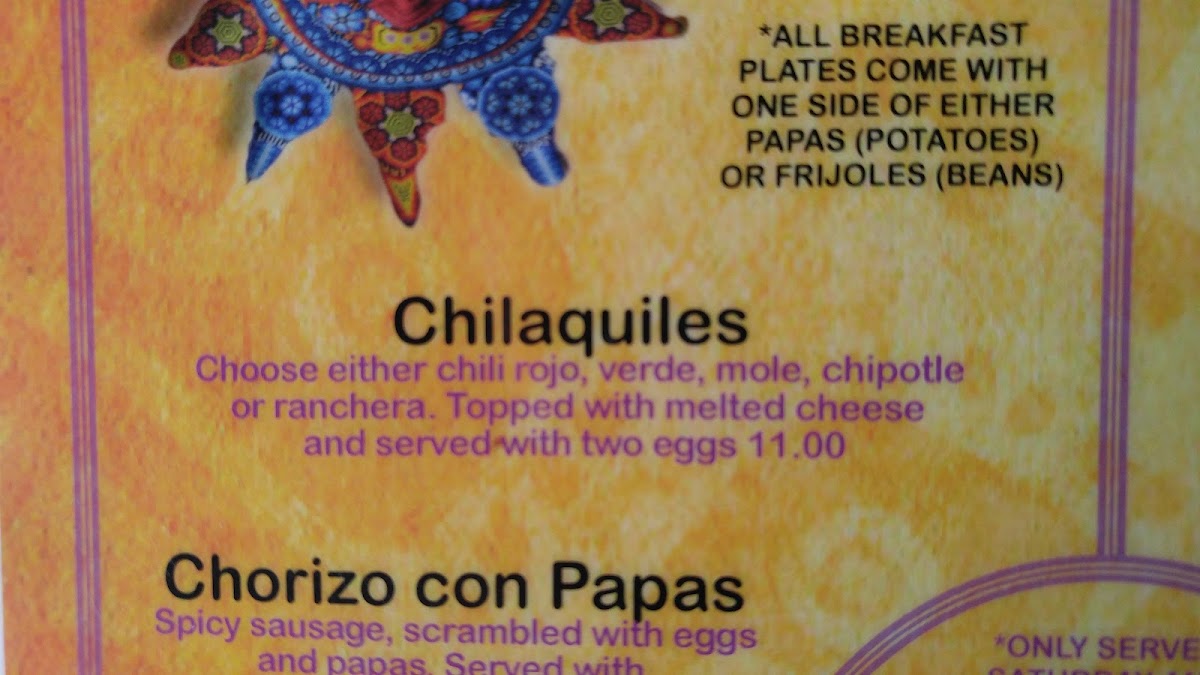 *ALL BREAKFAST
PLATES COME WITH
ONE SIDE OF EITHER
PAPAS (POTATOES)
OR FRIJOLES (BEANS)
Chilaquiles
Choose either chili rojo, verde, mole, chipotle
or ranchera. Topped with melted cheese
and served with two eggs 11.00
Chorizo con Papas
Spicy sausage, scrambled with eggs
and papas. Served with
*ONLY SERVE
SATURDAY